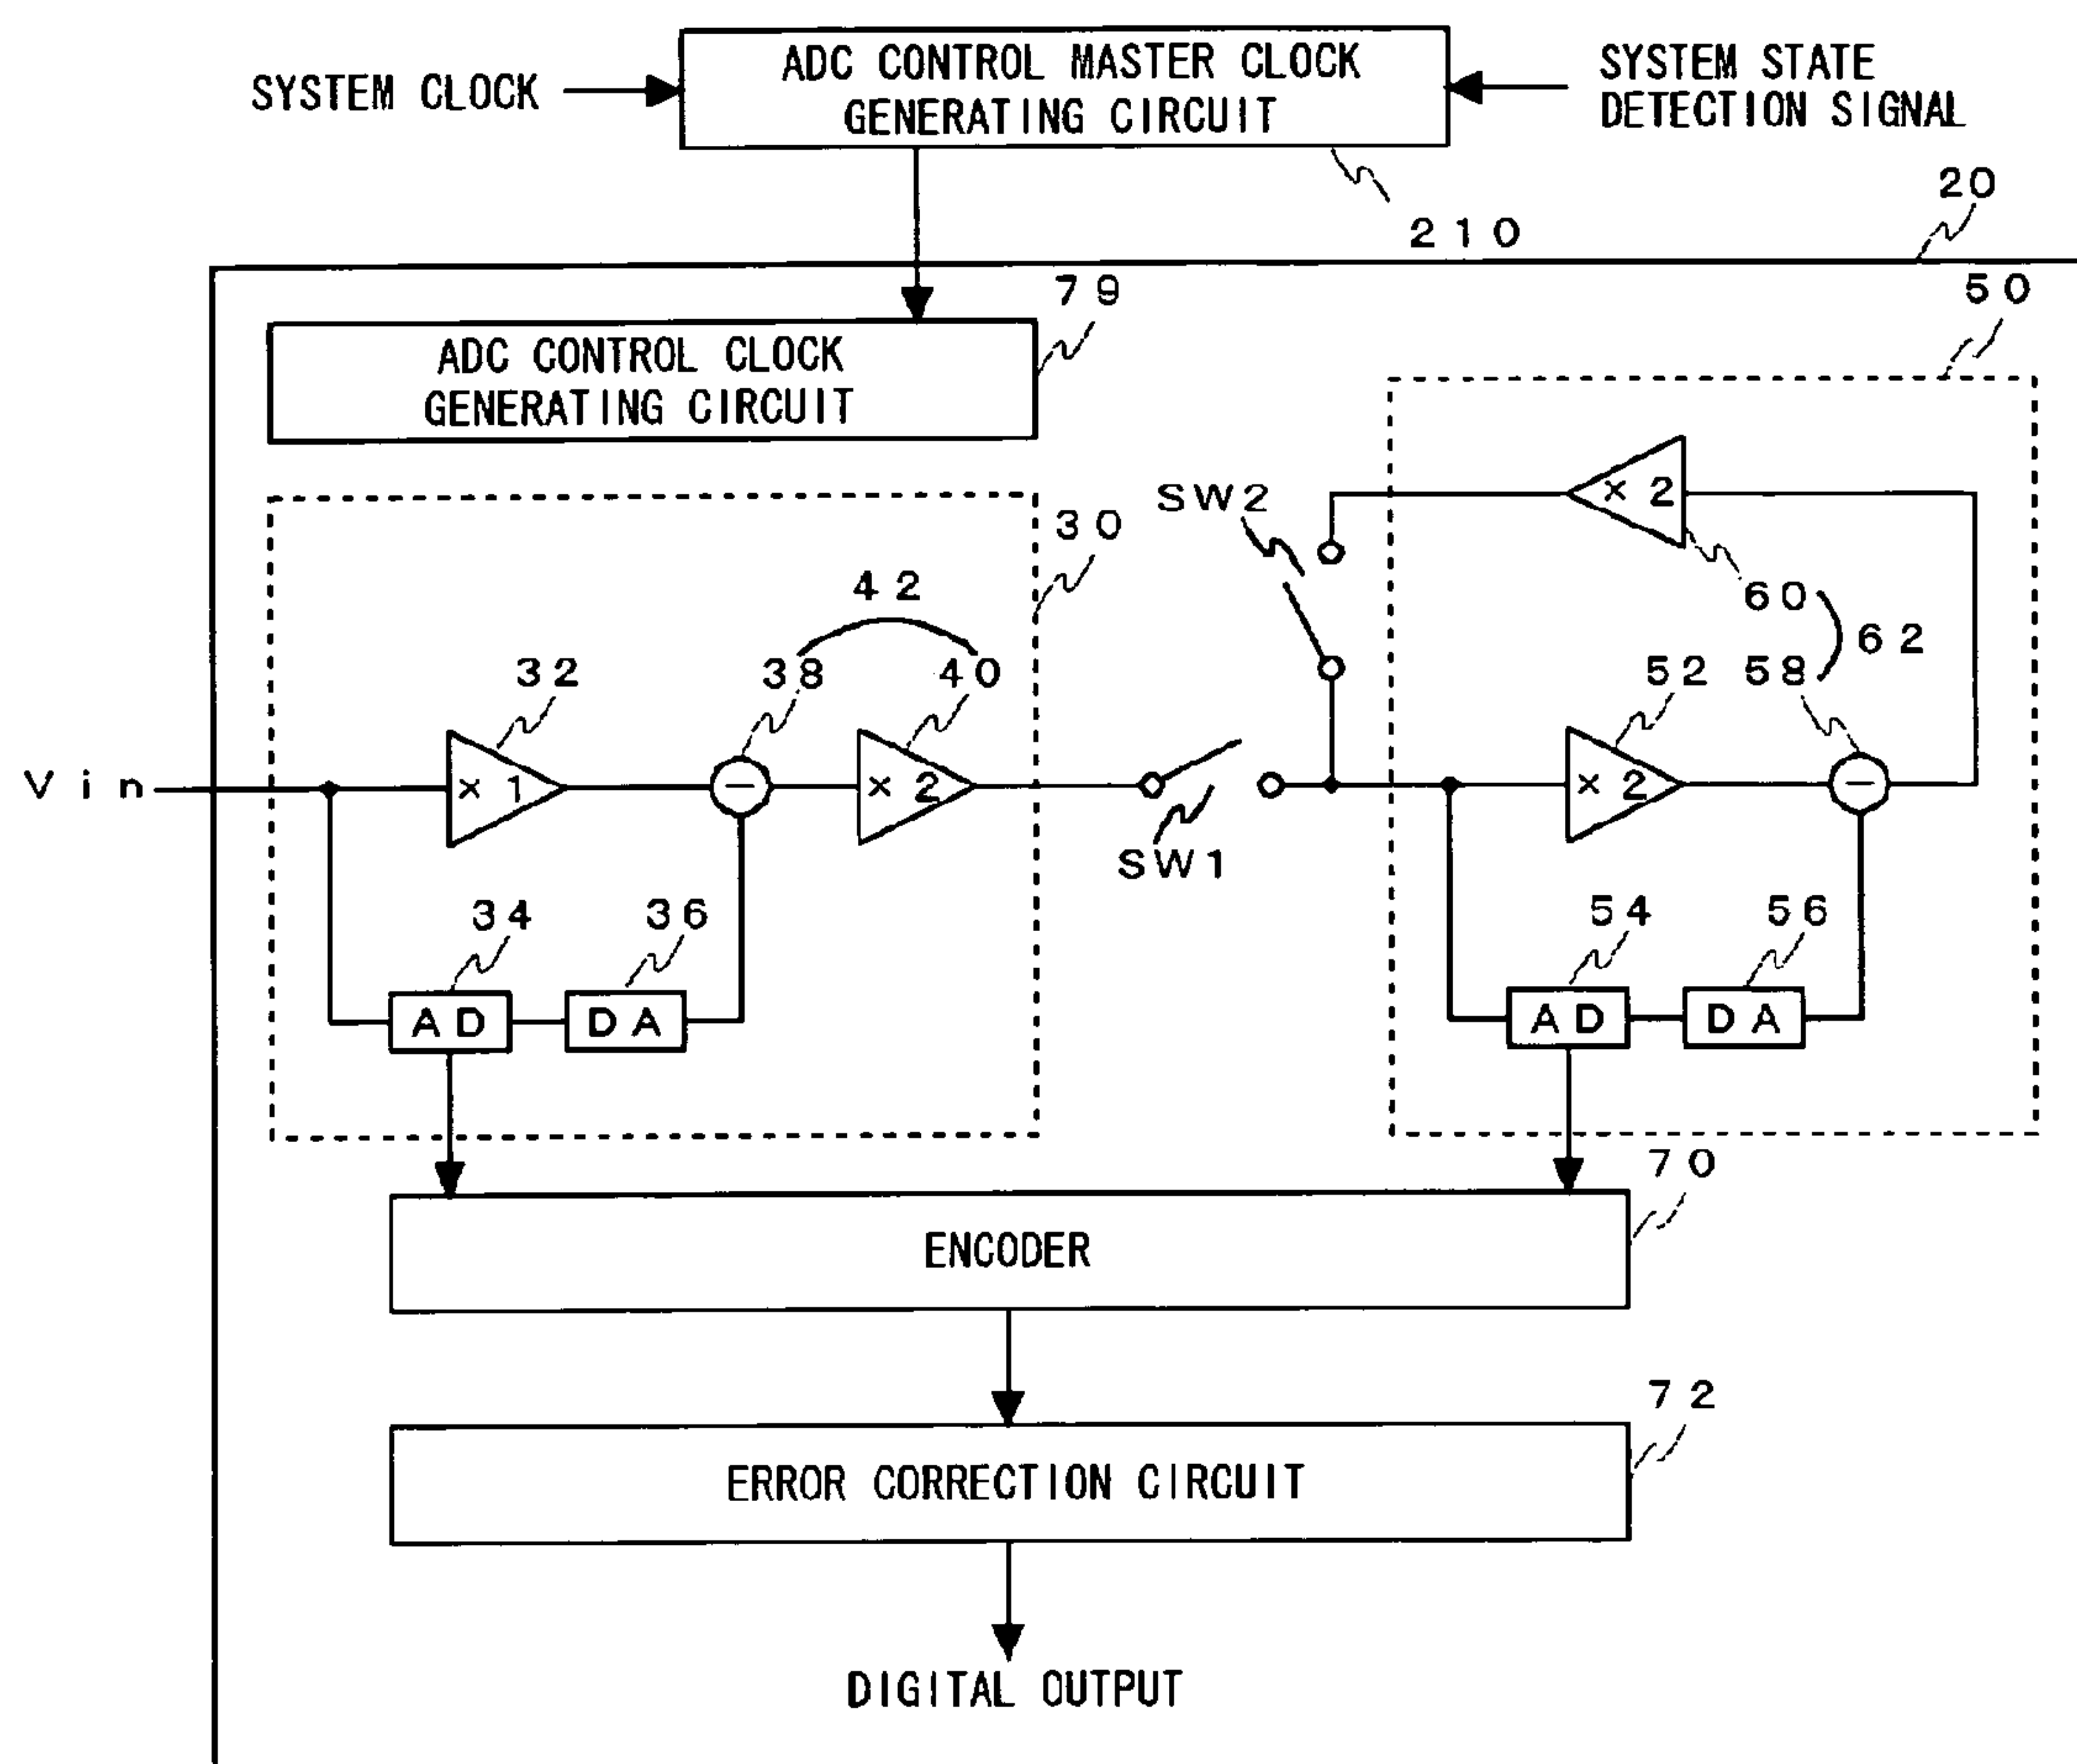 ADC CONTROL MASTER CLOCK
GENERATING CIRCUIT
SYSTEM CLOCK
SYSTEM STATE
DETECTION SIGNAL
210
20
79
50
ADC CONTROL CLOCK
GENERATING CIRCUIT
× 2
SW2
30
42
60
62
32
38
40
52
58
Vin
× 1
−
× 2
× 2
−
SW1
34
36
54
56
AD
DA
AD
DA
70
ENCODER
72
ERROR CORRECTION CIRCUIT
DIGITAL OUTPUT